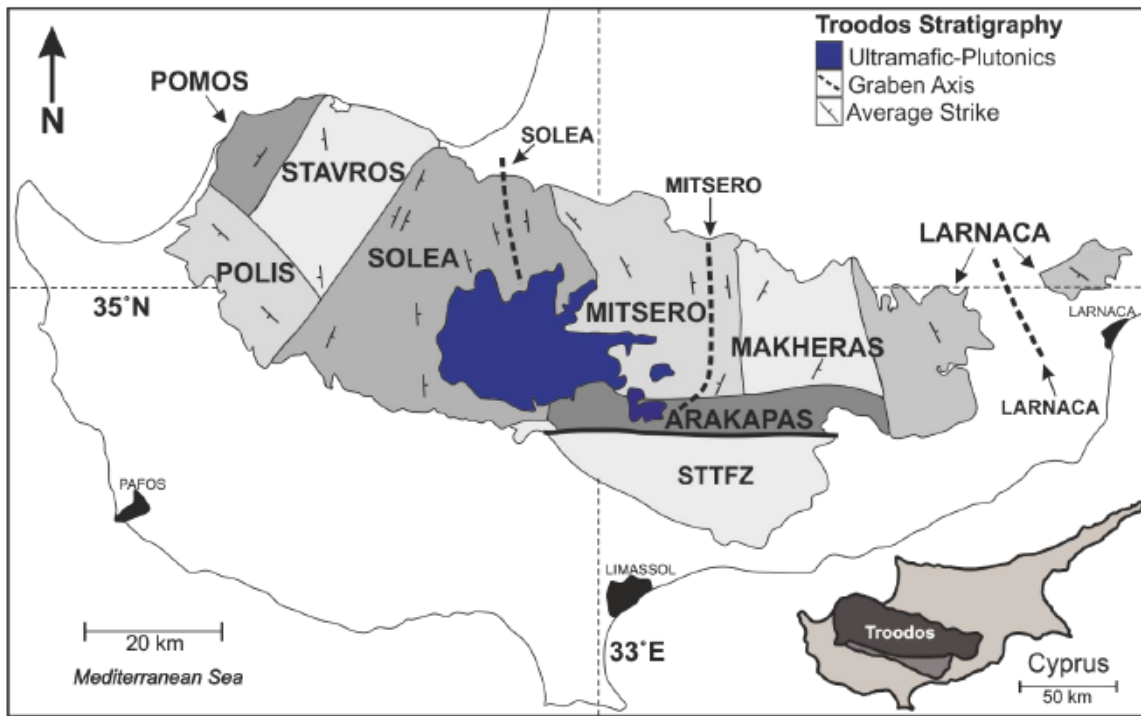 Troodos Stratigraphy
Ultramafic-Plutonics
Graben Axis
Average Strike
N
POMOS
SOLEA
STAVROS
MITSERO
LARNACA
POLIS
SOLEA
35°N
MITSERO
LARNACA
MAKHERAS
LARNACA
ARAKAPAS
STTFZ
PAFOS
LIMASSOL
20 km
Mediterranean Sea
33°E
Troodos
Cyprus
50 km